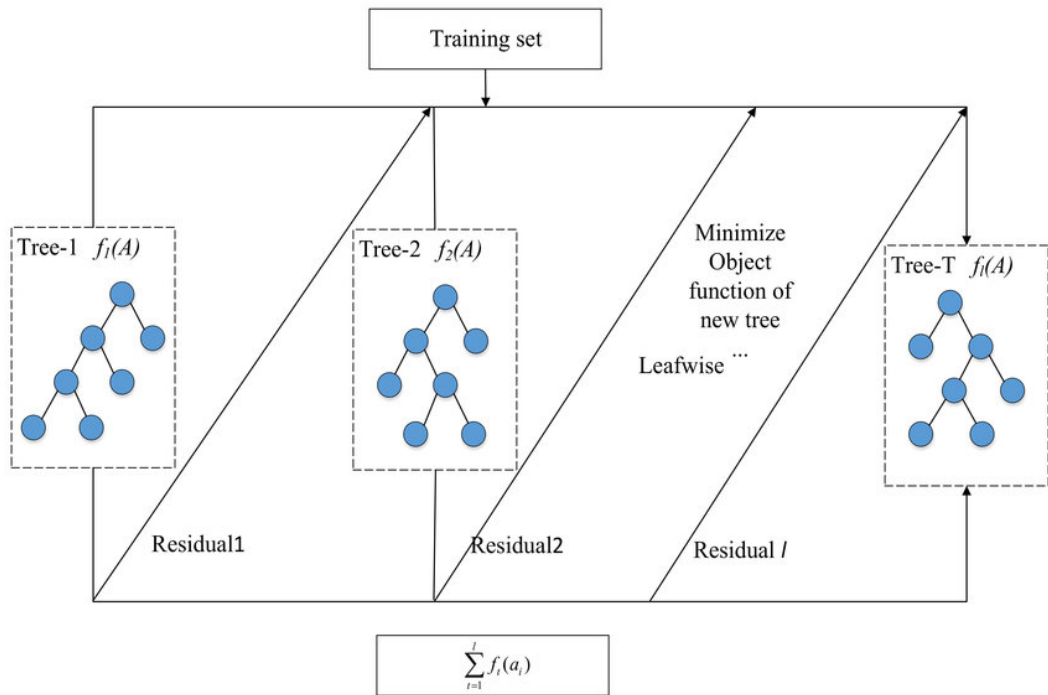 Training set
Tree-1 f₁(A)
Tree-2 f₂(A)
Minimize
Object
function of
new tree
...
Leafwise
Tree-T fₗ(A)
Residual1
Residual2
Residual l
\sum_{t=1}^{l} f_t(a_i)